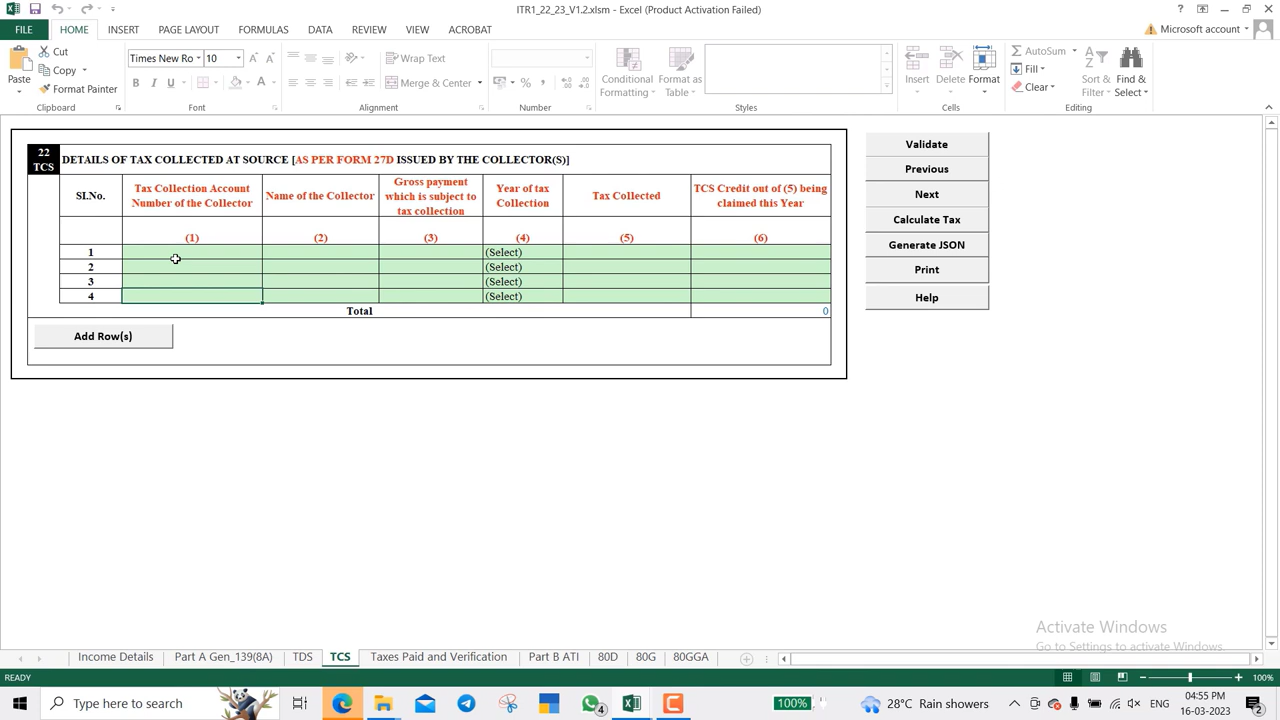 ITR1_22_23_V1.2.xlsm - Excel (Product Activation Failed)
FILE HOME INSERT PAGE LAYOUT FORMULAS DATA REVIEW VIEW ACROBAT Microsoft account
Paste
Cut
Copy
Format Painter
Clipboard
Times New Ro 10
B I U
Font
Wrap Text
Merge & Center
Alignment
%
Number
Conditional Formatting
Format as Table
Styles
Insert
Delete
Format
Cells
AutoSum
Fill
Clear
Sort & Filter
Find & Select
Editing
22
TCS
DETAILS OF TAX COLLECTED AT SOURCE [AS PER FORM 27D ISSUED BY THE COLLECTOR(S)]
Sl.No.
Tax Collection Account
Number of the Collector
Name of the Collector
Gross payment
which is subject to
tax collection
Year of tax
Collection
Tax Collected
TCS Credit out of (5) being
claimed this Year
(1) (2) (3) (4) (5) (6)
1 (Select)
2 (Select)
3 (Select)
4 (Select)
Total 0
Add Row(s)
Validate
Previous
Next
Calculate Tax
Generate JSON
Print
Help
Activate Windows
Go to Settings to activate Windows.
Income Details Part A Gen_139(8A) TDS TCS Taxes Paid and Verification Part B ATI 80D 80G 80GGA
READY 100%
Type here to search
4
100%
28°C Rain showers
ENG
04:55 PM
16-03-2023
2